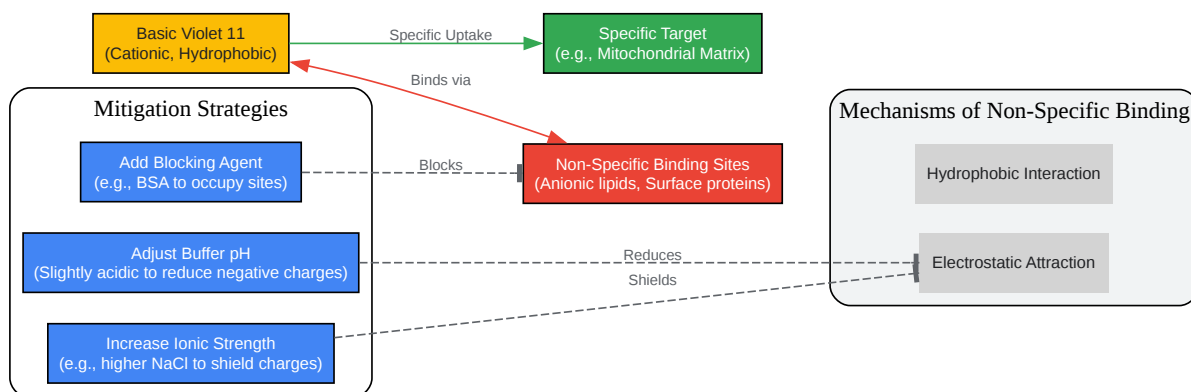 Basic Violet 11
(Cationic, Hydrophobic)
Specific Uptake
Specific Target
(e.g., Mitochondrial Matrix)
Binds via
Mitigation Strategies
Mechanisms of Non-Specific Binding
Add Blocking Agent
(e.g., BSA to occupy sites)
Blocks
Non-Specific Binding Sites
(Anionic lipids, Surface proteins)
Hydrophobic Interaction
Adjust Buffer pH
(Slightly acidic to reduce negative charges)
Reduces
Electrostatic Attraction
Shields
Increase Ionic Strength
(e.g., higher NaCl to shield charges)